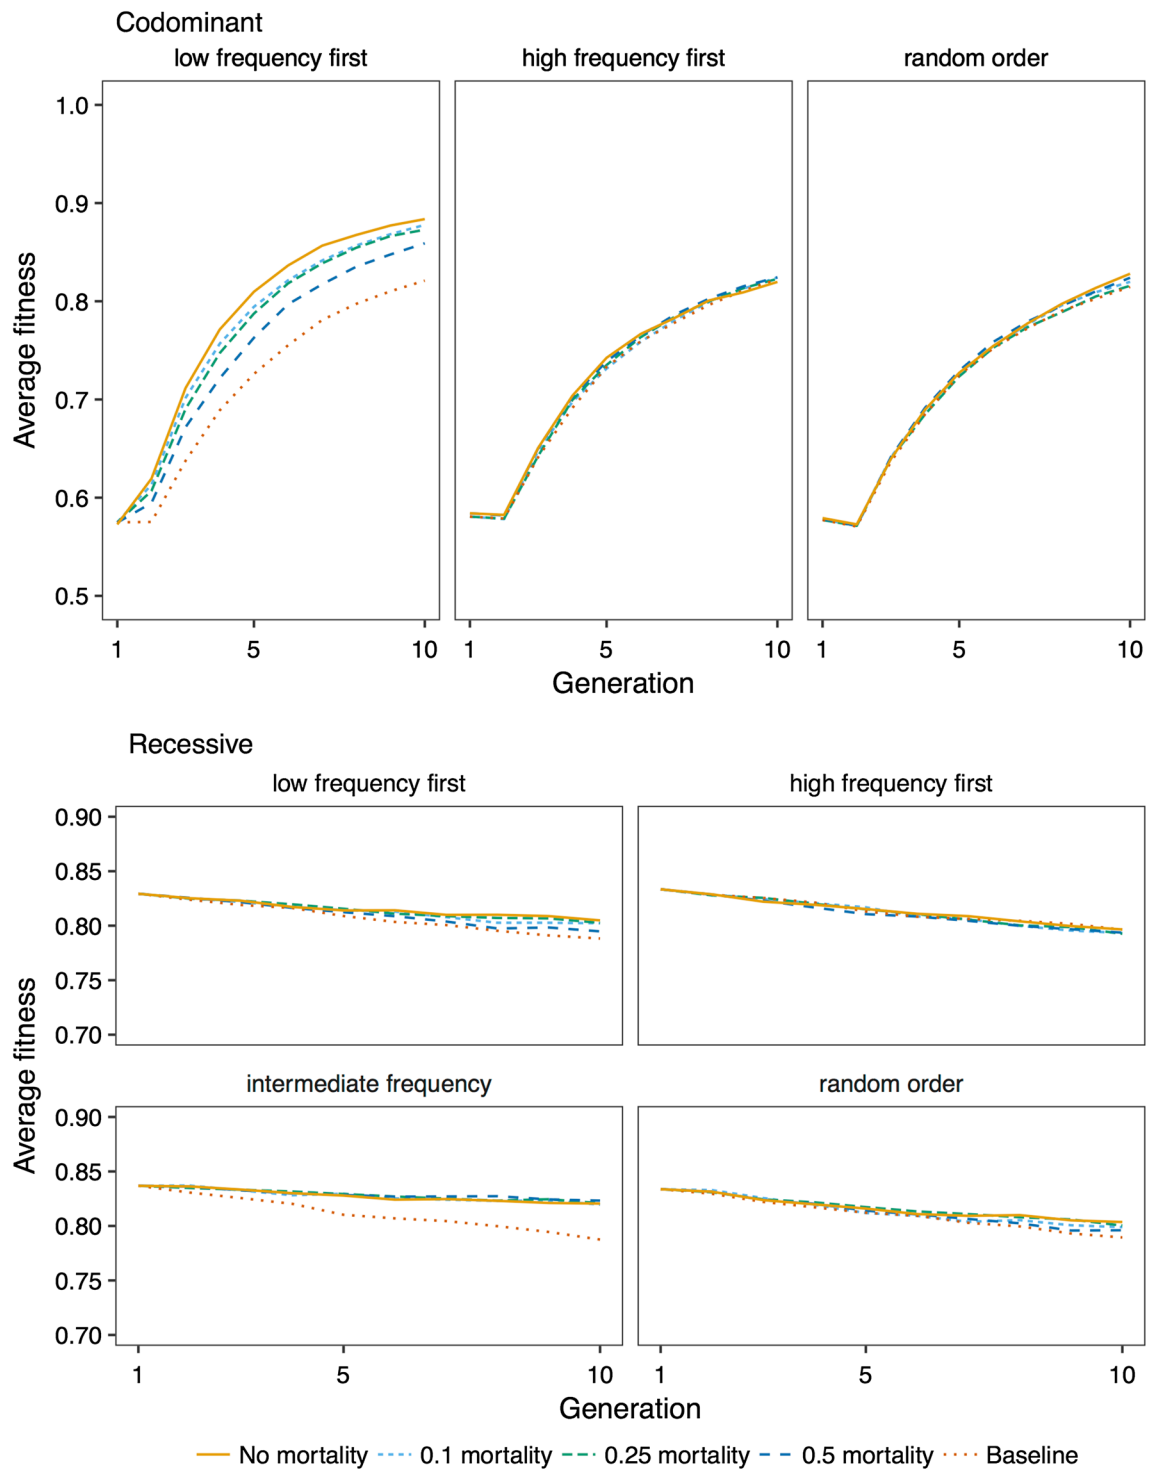 Codominant
low frequency first
high frequency first
random order
1.0
0.9
0.8
0.7
0.6
0.5
Average fitness
1 5 10
1 5 10
1 5 10
Generation
Recessive
low frequency first
high frequency first
0.90
0.85
0.80
0.75
0.70
intermediate frequency
random order
0.90
0.85
0.80
0.75
0.70
Average fitness
1 5 10
1 5 10
Generation
No mortality 0.1 mortality 0.25 mortality 0.5 mortality Baseline